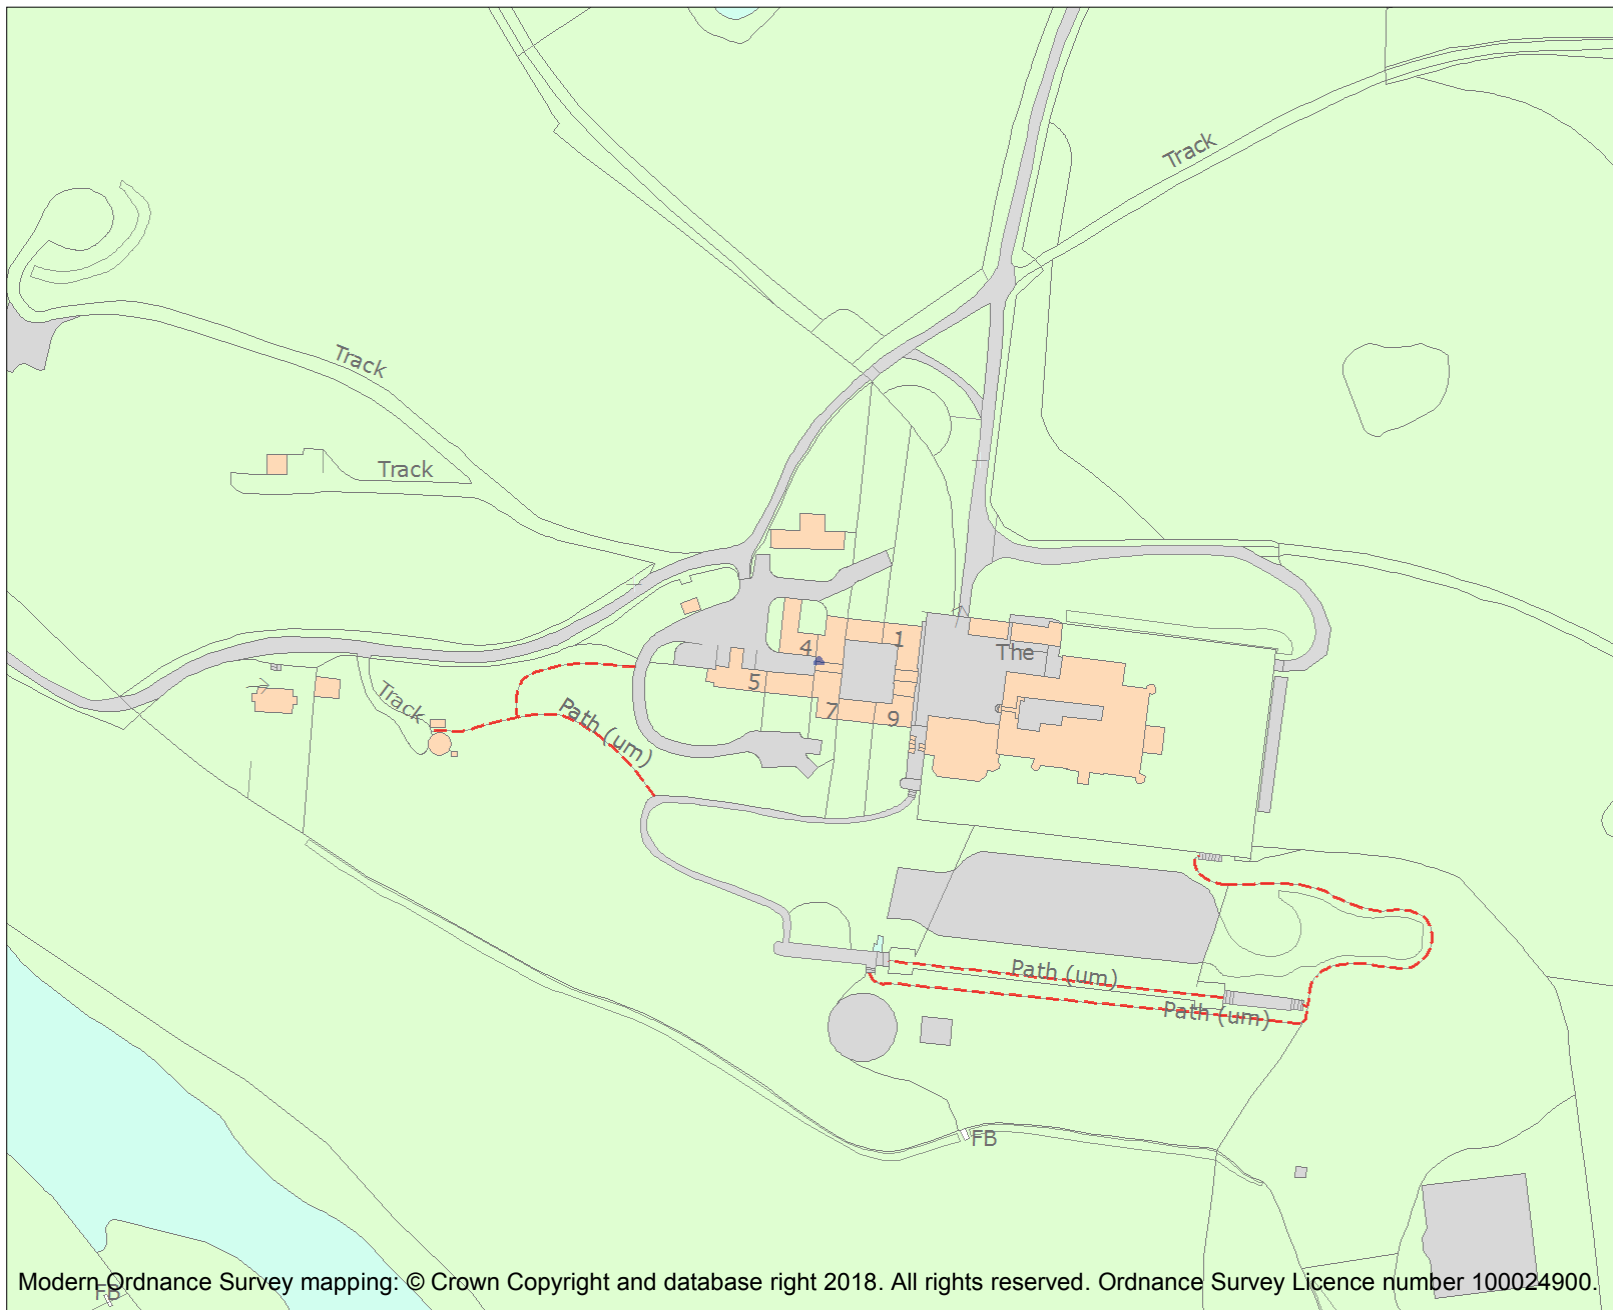 Track
Track
Track
1
4
The
5
Track
7
9
Path (um)
Path (um)
Path (um)
FB
Modern Ordnance Survey mapping: © Crown Copyright and database right 2018. All rights reserved. Ordnance Survey Licence number 100024900.
FB